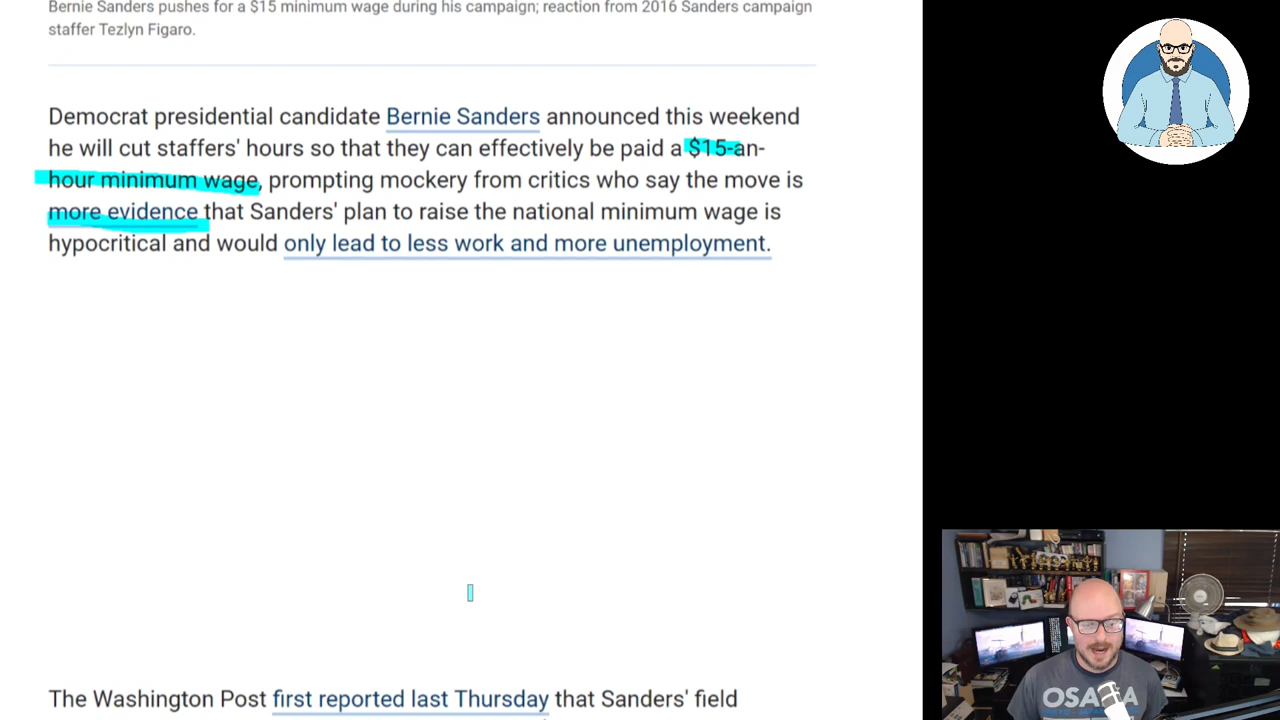 Bernie Sanders pushes for a $15 minimum wage during his campaign; reaction from 2016 Sanders campaign
staffer Tezlyn Figaro.
Democrat presidential candidate Bernie Sanders announced this weekend
he will cut staffers' hours so that they can effectively be paid a $15-an-
hour minimum wage, prompting mockery from critics who say the move is
more evidence that Sanders' plan to raise the national minimum wage is
hypocritical and would only lead to less work and more unemployment.
The Washington Post first reported last Thursday that Sanders' field
OSAKA